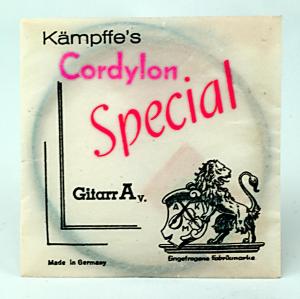 Kämpffe's
Cordylon
Special
Gitarr A v.
Made in Germany
Eingetragene Fabrikmarke